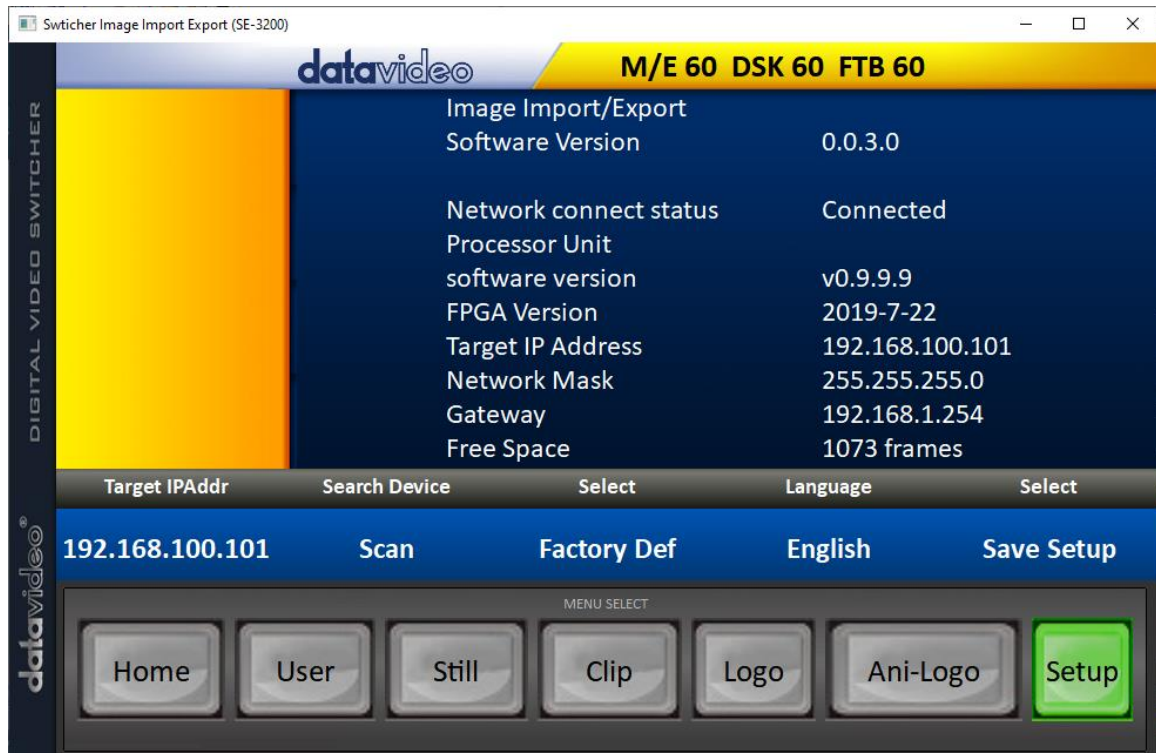 Swticher Image Import Export (SE-3200)
datavideo M/E 60 DSK 60 FTB 60
DIGITAL VIDEO SWITCHER
datavideo®
Image Import/Export
Software Version 0.0.3.0
Network connect status Connected
Processor Unit
software version v0.9.9.9
FPGA Version 2019-7-22
Target IP Address 192.168.100.101
Network Mask 255.255.255.0
Gateway 192.168.1.254
Free Space 1073 frames
Target IPAddr Search Device Select Language Select
192.168.100.101 Scan Factory Def English Save Setup
MENU SELECT
Home User Still Clip Logo Ani-Logo Setup